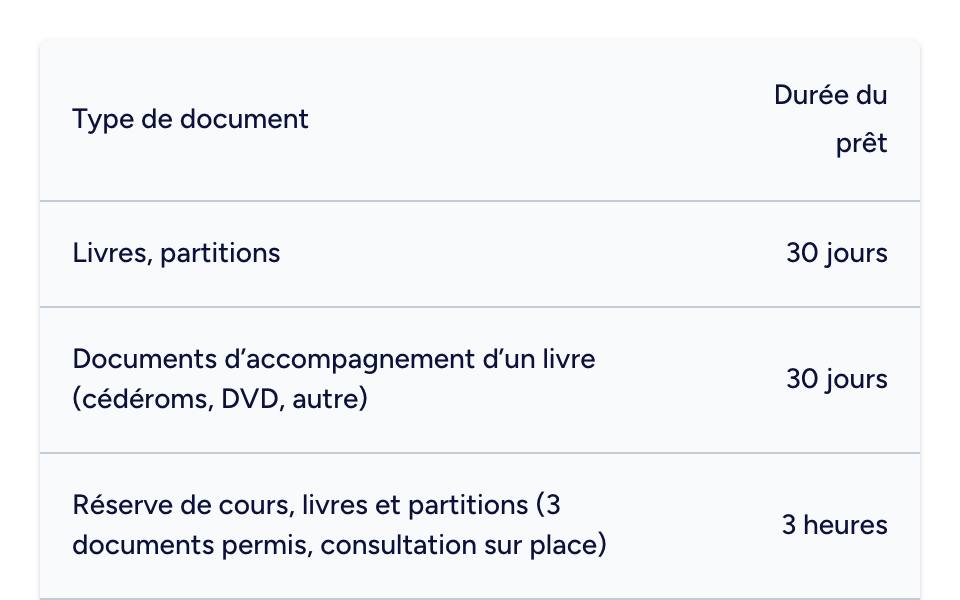 Type de document
Durée du
prêt
Livres, partitions
30 jours
Documents d’accompagnement d’un livre
(cédéroms, DVD, autre)
30 jours
Réserve de cours, livres et partitions (3
documents permis, consultation sur place)
3 heures